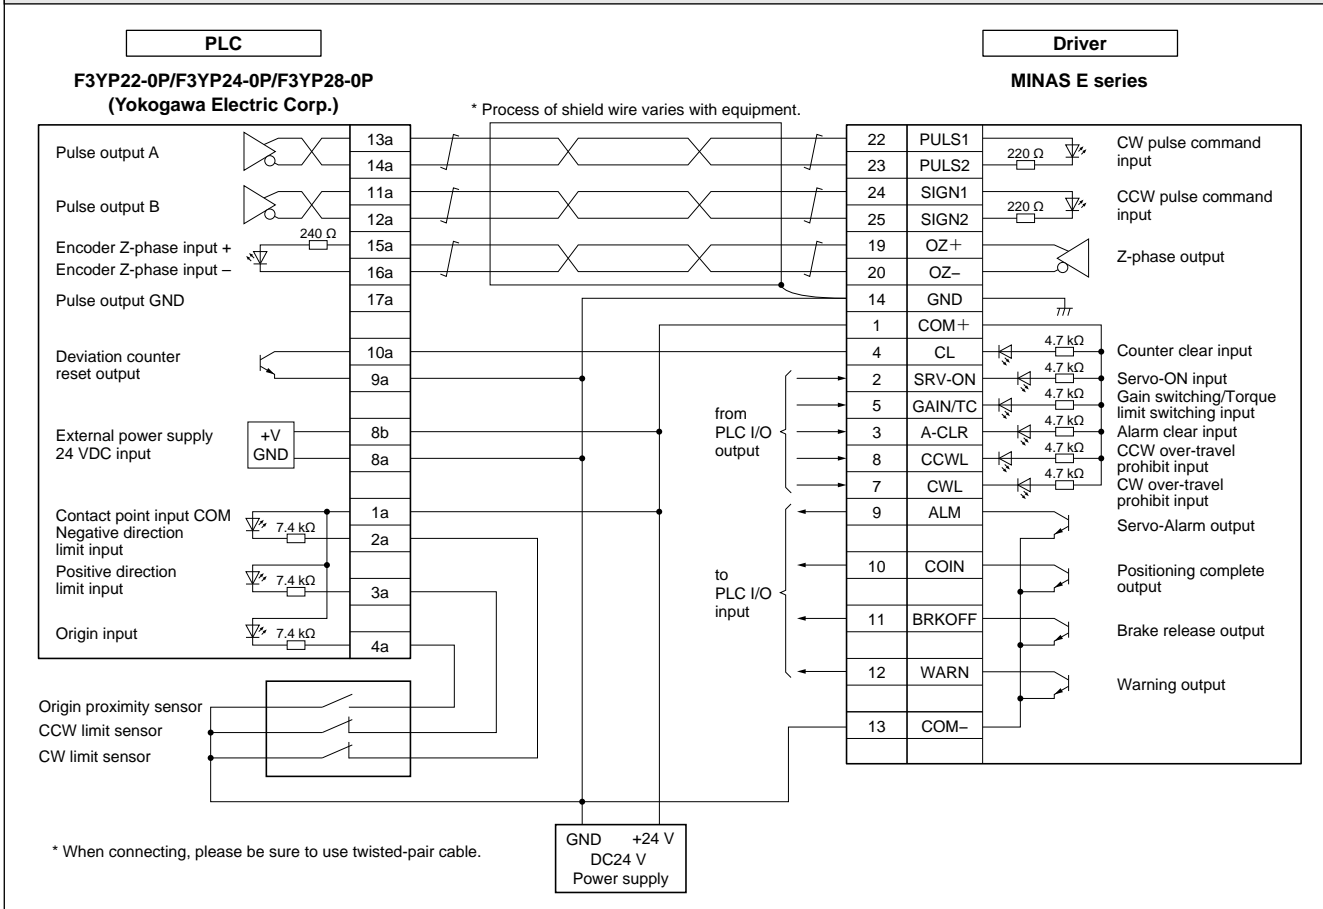 PLC
Driver
F3YP22-0P/F3YP24-0P/F3YP28-0P
(Yokogawa Electric Corp.)
MINAS E series
* Process of shield wire varies with equipment.
Pulse output A
13a
14a
Pulse output B
11a
12a
240 Ω
Encoder Z-phase input +
15a
Encoder Z-phase input –
16a
Pulse output GND
17a
Deviation counter
reset output
10a
9a
External power supply
24 VDC input
+V
GND
8b
8a
Contact point input COM
1a
Negative direction
limit input
7.4 kΩ
2a
Positive direction
limit input
7.4 kΩ
3a
Origin input
7.4 kΩ
4a
Origin proximity sensor
CCW limit sensor
CW limit sensor
* When connecting, please be sure to use twisted-pair cable.
GND +24 V
DC24 V
Power supply
from
PLC I/O
output
to
PLC I/O
input
22 PULS1
23 PULS2
220 Ω
CW pulse command
input
24 SIGN1
25 SIGN2
220 Ω
CCW pulse command
input
19 OZ+
20 OZ–
Z-phase output
14 GND
1 COM+
4 CL
4.7 kΩ
Counter clear input
2 SRV-ON
4.7 kΩ
Servo-ON input
5 GAIN/TC
4.7 kΩ
Gain switching/Torque
limit switching input
3 A-CLR
4.7 kΩ
Alarm clear input
8 CCWL
4.7 kΩ
CCW over-travel
prohibit input
7 CWL
4.7 kΩ
CW over-travel
prohibit input
9 ALM
Servo-Alarm output
10 COIN
Positioning complete
output
11 BRKOFF
Brake release output
12 WARN
Warning output
13 COM–